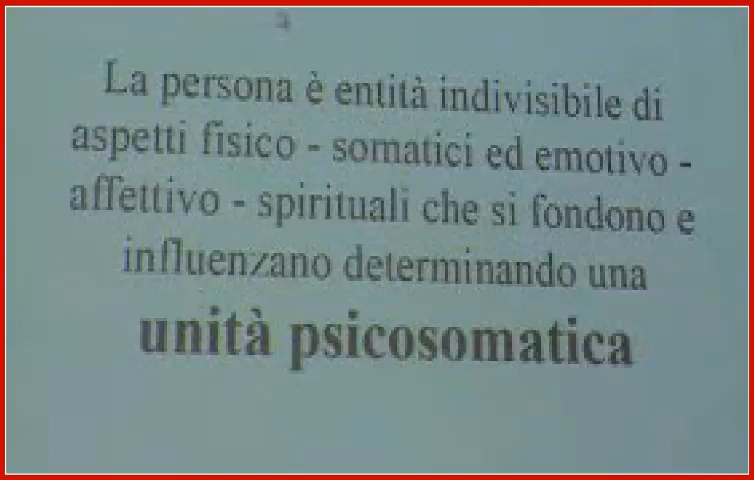 La persona è entità indivisibile di
aspetti fisico - somatici ed emotivo -
affettivo - spirituali che si fondono e
influenzano determinando una
unità psicosomatica